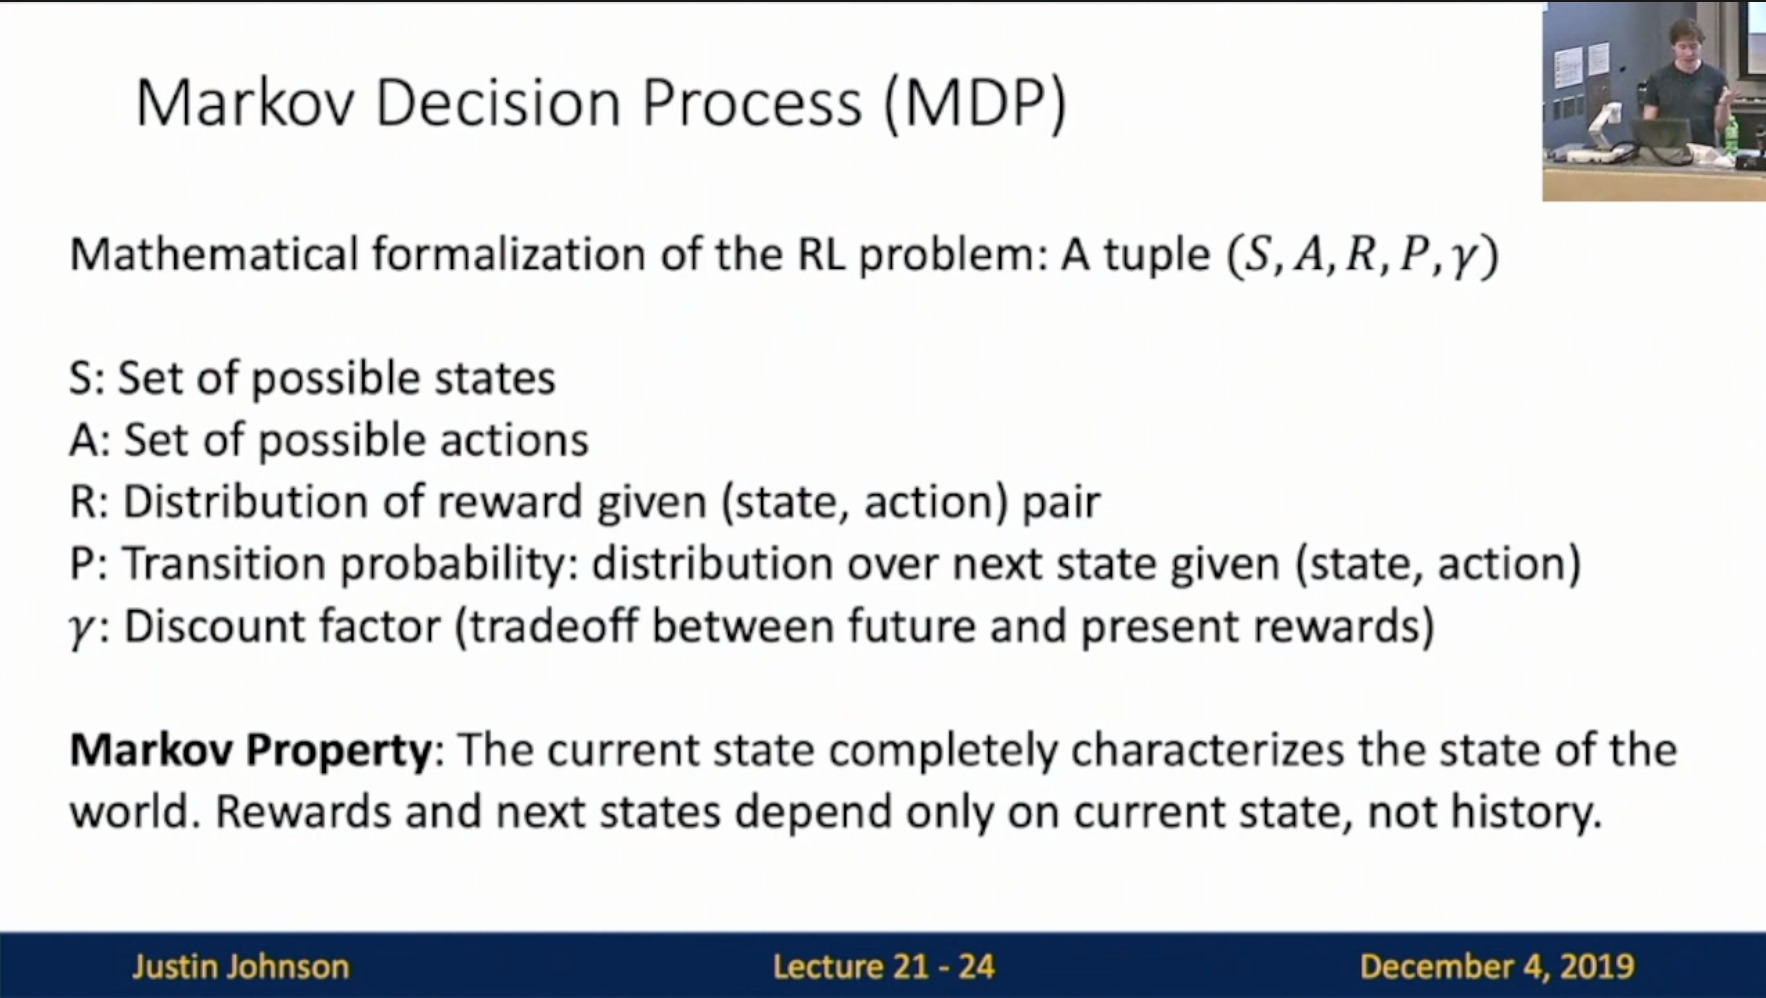 Markov Decision Process (MDP)
Mathematical formalization of the RL problem: A tuple (S, A, R, P, γ)
S: Set of possible states
A: Set of possible actions
R: Distribution of reward given (state, action) pair
P: Transition probability: distribution over next state given (state, action)
γ: Discount factor (tradeoff between future and present rewards)
Markov Property: The current state completely characterizes the state of the
world. Rewards and next states depend only on current state, not history.
Justin Johnson
Lecture 21 - 24
December 4, 2019